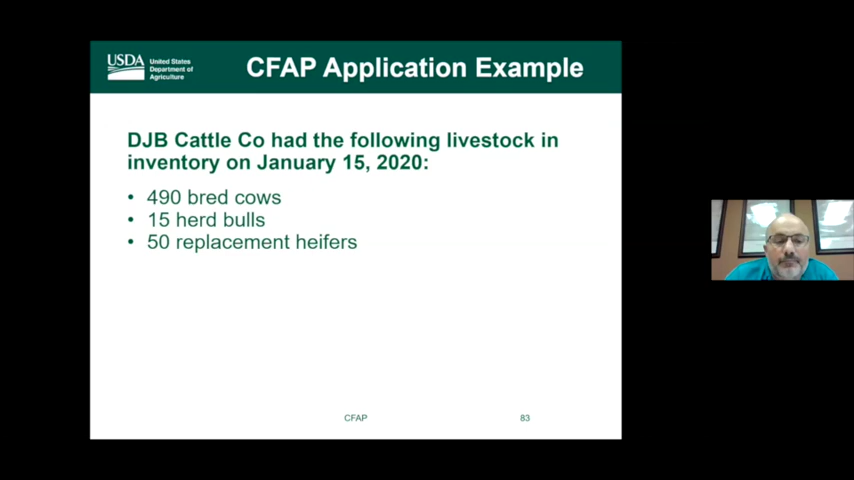 USDA
United States
Department of
Agriculture
CFAP Application Example
DJB Cattle Co had the following livestock in
inventory on January 15, 2020:
• 490 bred cows
• 15 herd bulls
• 50 replacement heifers
CFAP
83